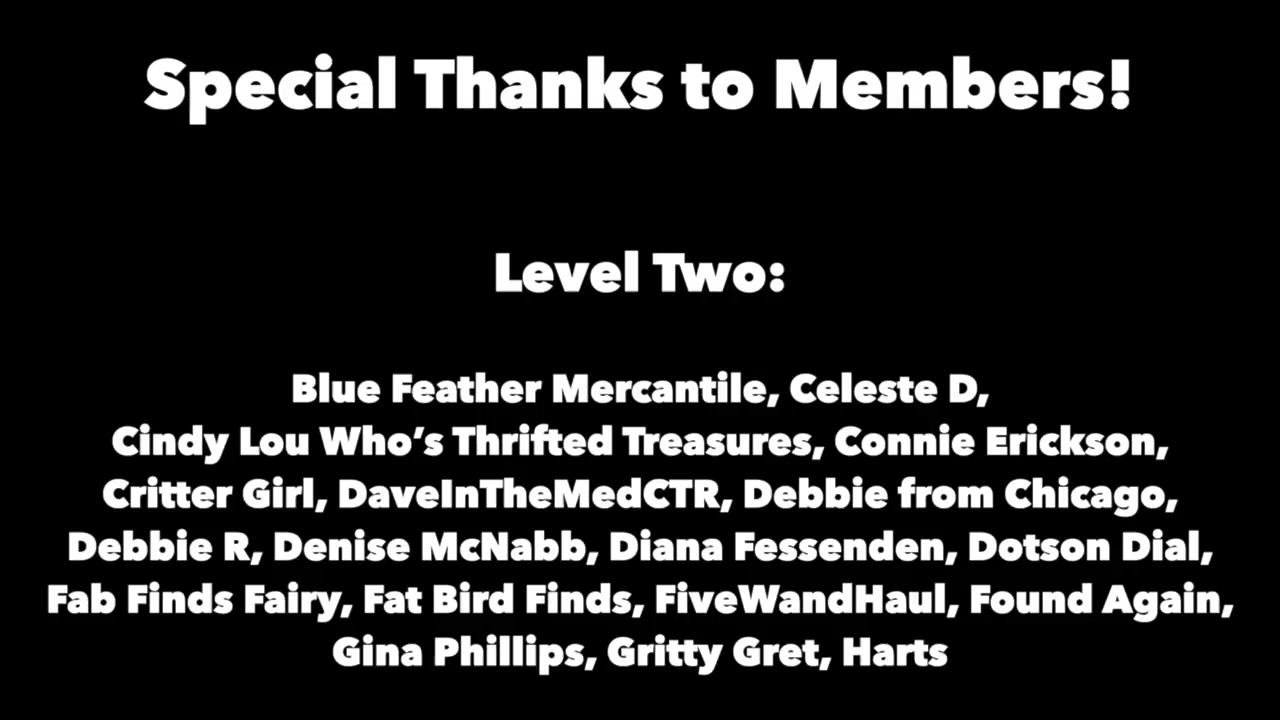 Special Thanks to Members!
Level Two:
Blue Feather Mercantile, Celeste D,
Cindy Lou Who’s Thrifted Treasures, Connie Erickson,
Critter Girl, DaveInTheMedCTR, Debbie from Chicago,
Debbie R, Denise McNabb, Diana Fessenden, Dotson Dial,
Fab Finds Fairy, Fat Bird Finds, FiveWandHaul, Found Again,
Gina Phillips, Gritty Gret, Harts